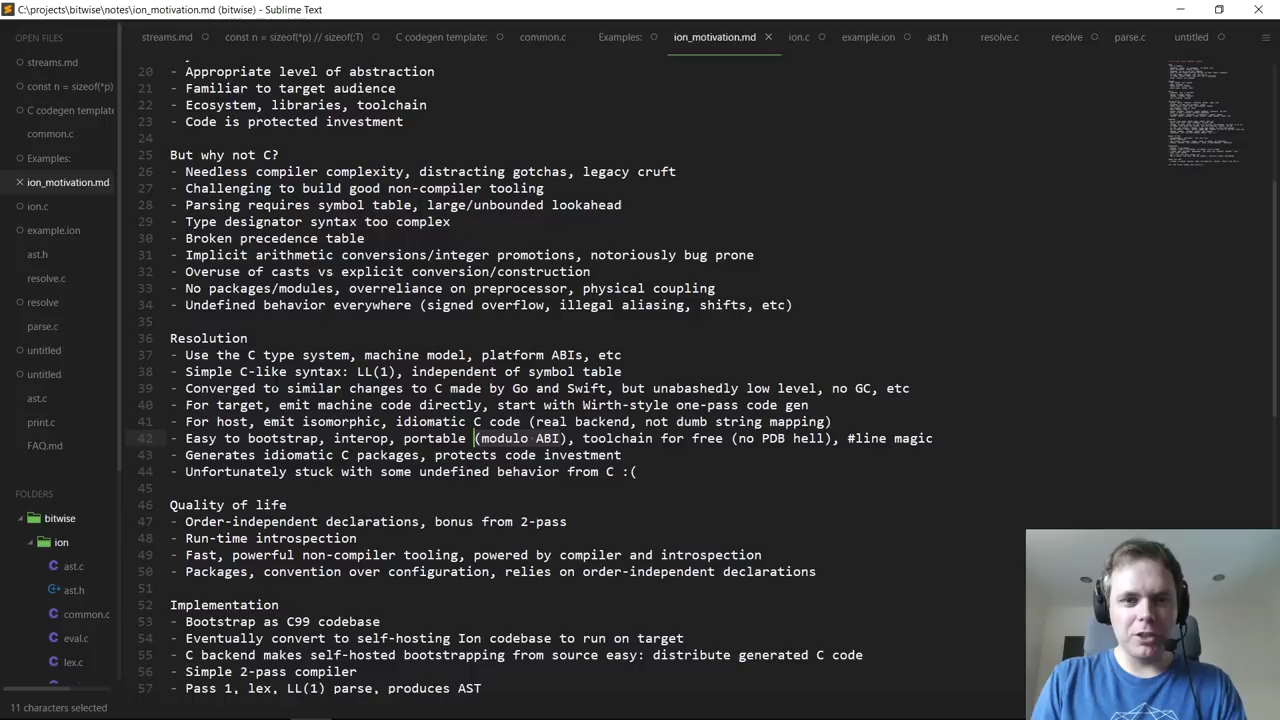 C:\projects\bitwise\notes\ion_motivation.md (bitwise) - Sublime Text
OPEN FILES
streams.md
const n = sizeof(*p)
C codegen template
common.c
Examples:
ion_motivation.md
ion.c
example.ion
ast.h
resolve.c
resolve
parse.c
untitled
untitled
ast.c
print.c
FAQ.md
FOLDERS
bitwise
ion
ast.c
ast.h
common.c
eval.c
lex.c
streams.md
const n = sizeof(*p) // sizeof(:T)
C codegen template:
common.c
Examples:
ion_motivation.md
ion.c
example.ion
ast.h
resolve.c
resolve
parse.c
untitled
20 - Appropriate level of abstraction
21 - Familiar to target audience
22 - Ecosystem, libraries, toolchain
23 - Code is protected investment
24
25 But why not C?
26 - Needless compiler complexity, distracting gotchas, legacy cruft
27 - Challenging to build good non-compiler tooling
28 - Parsing requires symbol table, large/unbounded lookahead
29 - Type designator syntax too complex
30 - Broken precedence table
31 - Implicit arithmetic conversions/integer promotions, notoriously bug prone
32 - Overuse of casts vs explicit conversion/construction
33 - No packages/modules, overreliance on preprocessor, physical coupling
34 - Undefined behavior everywhere (signed overflow, illegal aliasing, shifts, etc)
35
36 Resolution
37 - Use the C type system, machine model, platform ABIs, etc
38 - Simple C-like syntax: LL(1), independent of symbol table
39 - Converged to similar changes to C made by Go and Swift, but unabashedly low level, no GC, etc
40 - For target, emit machine code directly, start with Wirth-style one-pass code gen
41 - For host, emit isomorphic, idiomatic C code (real backend, not dumb string mapping)
42 - Easy to bootstrap, interop, portable (modulo ABI), toolchain for free (no PDB hell), #line magic
43 - Generates idiomatic C packages, protects code investment
44 - Unfortunately stuck with some undefined behavior from C :(
45
46 Quality of life
47 - Order-independent declarations, bonus from 2-pass
48 - Run-time introspection
49 - Fast, powerful non-compiler tooling, powered by compiler and introspection
50 - Packages, convention over configuration, relies on order-independent declarations
51
52 Implementation
53 - Bootstrap as C99 codebase
54 - Eventually convert to self-hosting Ion codebase to run on target
55 - C backend makes self-hosted bootstrapping from source easy: distribute generated C code
56 - Simple 2-pass compiler
57 - Pass 1, lex, LL(1) parse, produces AST
11 characters selected